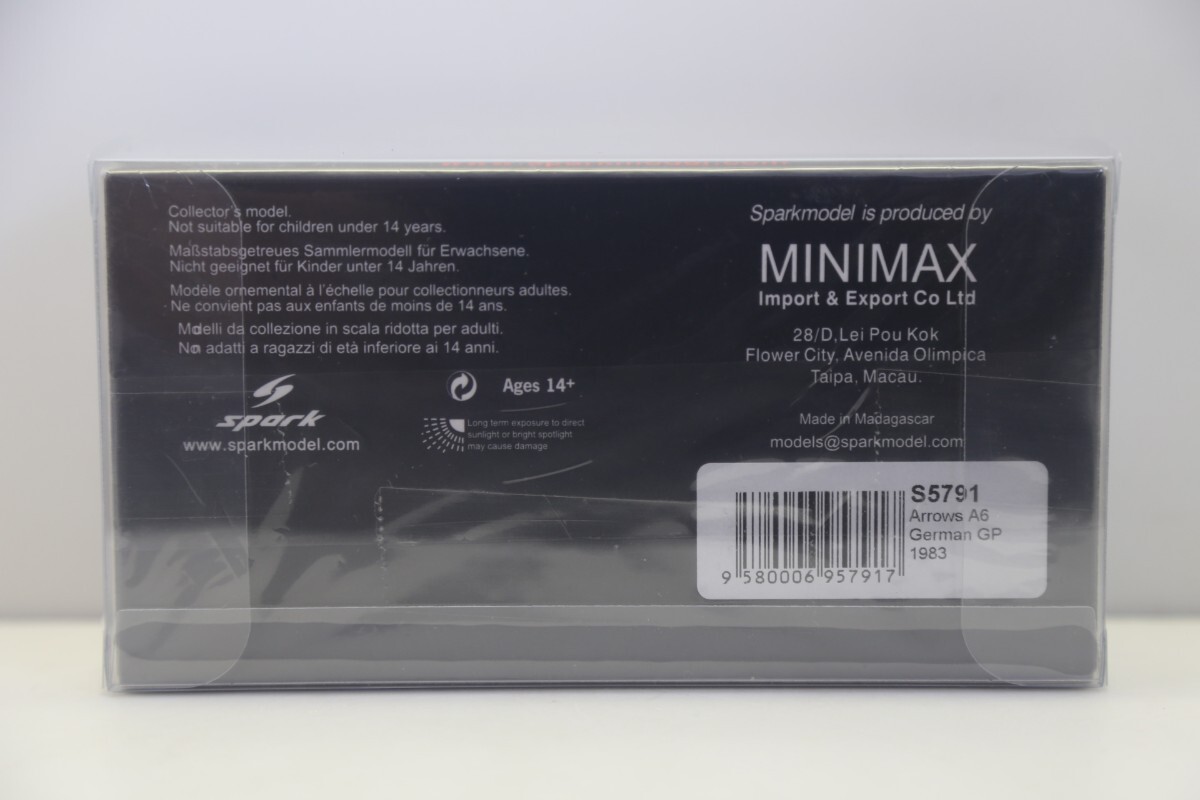 Collector's model.
Not suitable for children under 14 years.
Maßstabsgetreues Sammlermodell für Erwachsene.
Nicht geeignet für Kinder unter 14 Jahren.
Modèle ornemental à l'échelle pour collectionneurs adultes.
Ne convient pas aux enfants de moins de 14 ans.
Modelli da collezione in scala ridotta per adulti.
Non adatti a ragazzi di età inferiore ai 14 anni.
spark
www.sparkmodel.com
Ages 14+
Long term exposure to direct
sunlight or bright spotlight
may cause damage
Sparkmodel is produced by
MINIMAX
Import & Export Co Ltd
28/D, Lei Pou Kok
Flower City, Avenida Olimpica
Taipa, Macau.
Made in Madagascar
models@sparkmodel.com
S5791
Arrows A6
German GP
1983
9 580006 957917